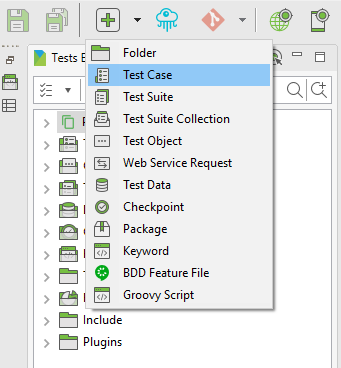 Tests E
Folder
Test Case
Test Suite
Test Suite Collection
Test Object
Web Service Request
Test Data
Checkpoint
Package
Keyword
BDD Feature File
Groovy Script
Include
Plugins